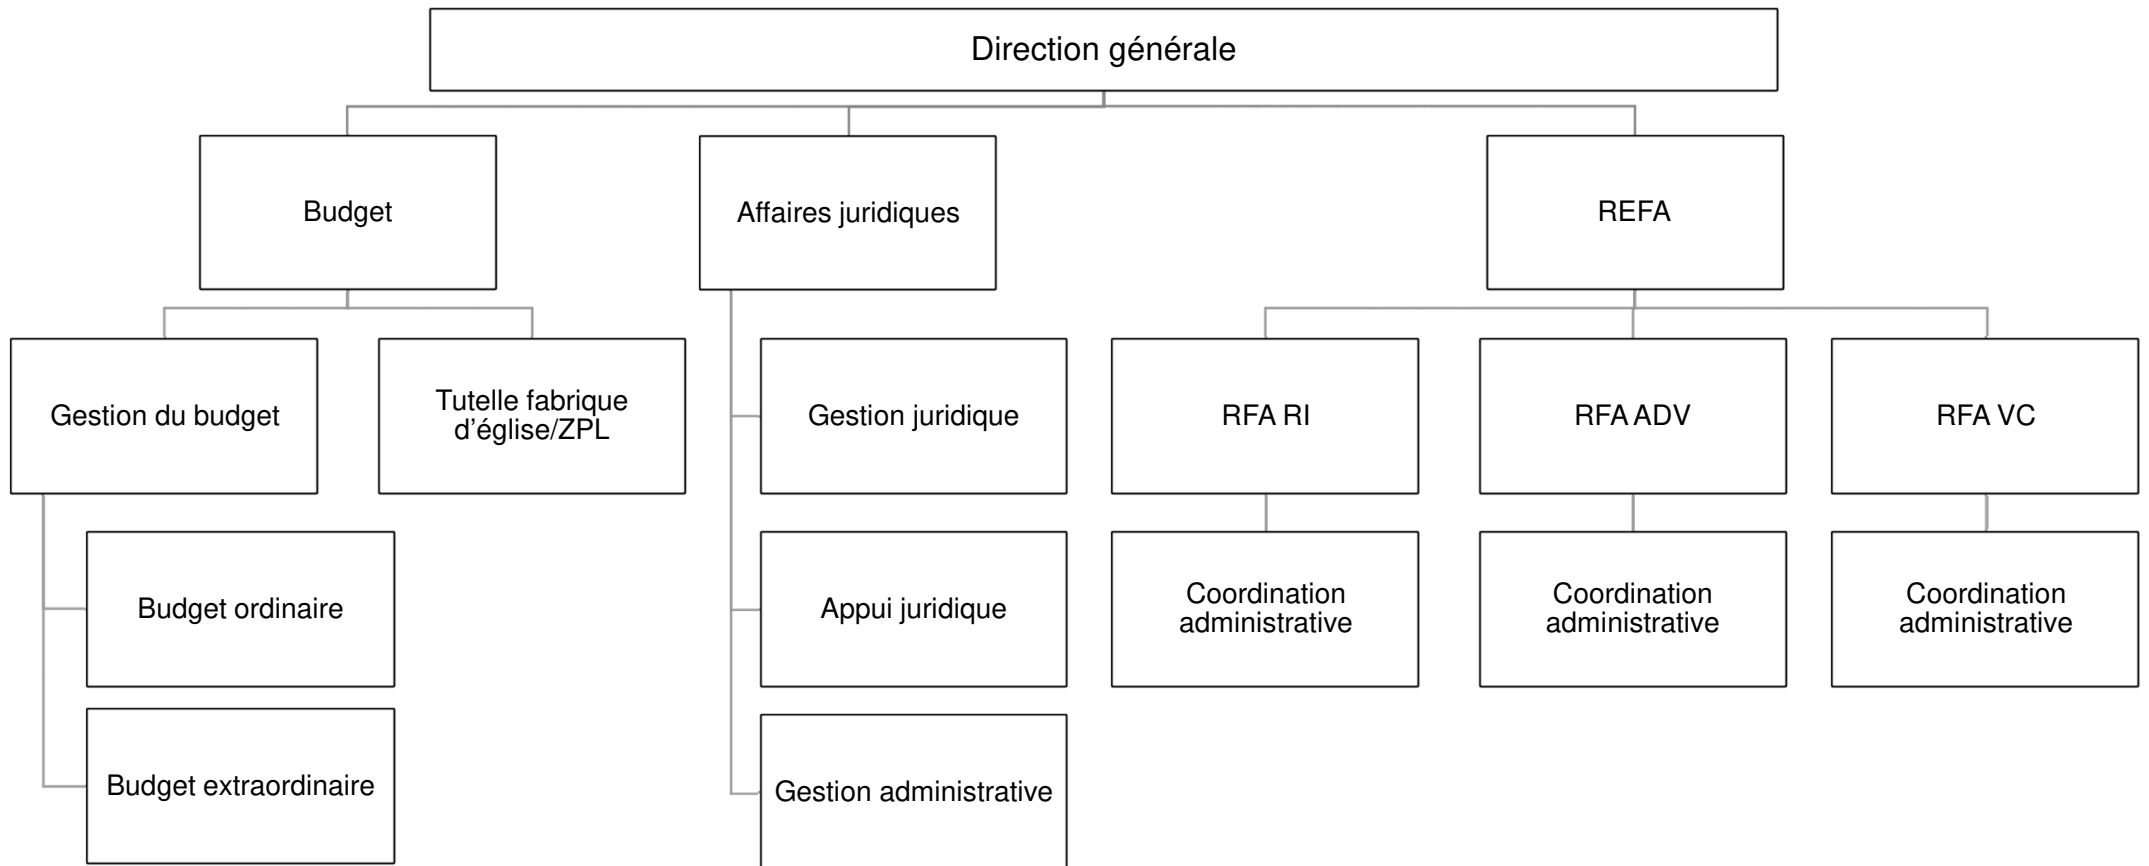 Direction générale
Budget
Affaires juridiques
REFA
Gestion du budget
Tutelle fabrique
d'église/ZPL
Gestion juridique
RFA RI
RFA ADV
RFA VC
Budget ordinaire
Appui juridique
Coordination
administrative
Coordination
administrative
Coordination
administrative
Budget extraordinaire
Gestion administrative